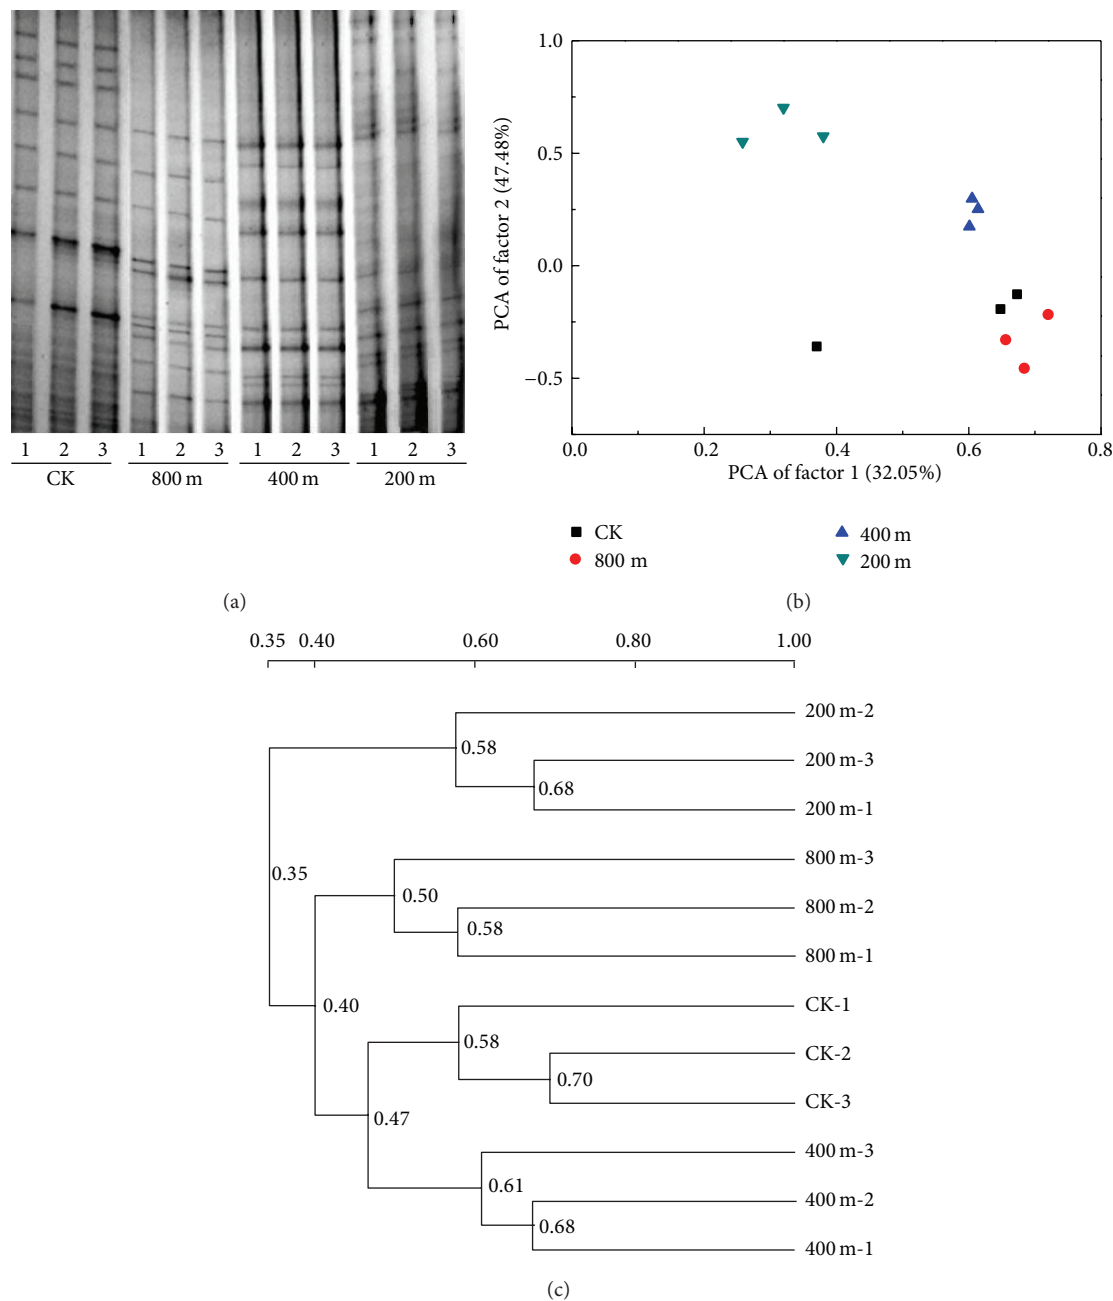 1 2 3 1 2 3 1 2 3 1 2 3
CK 800 m 400 m 200 m
(a)
1.0
0.5
0.0
−0.5
PCA of factor 2 (47.48%)
0.0 0.2 0.4 0.6 0.8
PCA of factor 1 (32.05%)
CK
800 m
400 m
200 m
(b)
0.35 0.40 0.60 0.80 1.00
200 m-2
0.58
200 m-3
0.68
200 m-1
800 m-3
0.35
0.50
800 m-2
0.58
800 m-1
0.40
CK-1
0.58
CK-2
0.70
CK-3
0.47
400 m-3
0.61
400 m-2
0.68
400 m-1
(c)